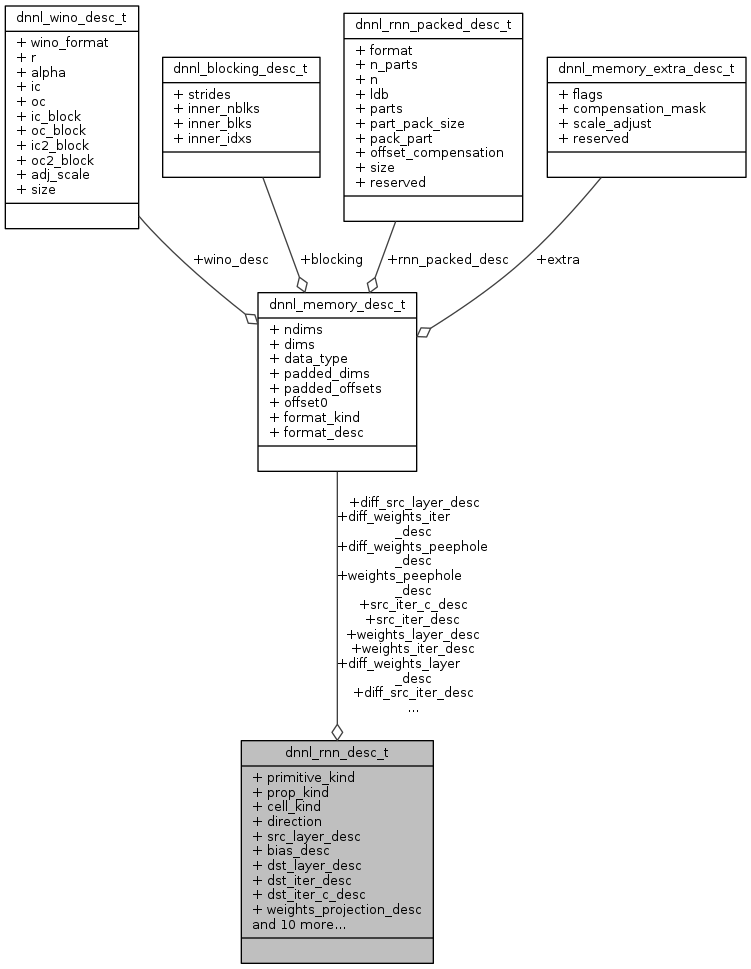 dnnl_wino_desc_t
+ wino_format
+ r
+ alpha
+ ic
+ oc
+ ic_block
+ oc_block
+ ic2_block
+ oc2_block
+ adj_scale
+ size
dnnl_blocking_desc_t
+ strides
+ inner_nblks
+ inner_blks
+ inner_idxs
dnnl_rnn_packed_desc_t
+ format
+ n_parts
+ n
+ ldb
+ parts
+ part_pack_size
+ pack_part
+ offset_compensation
+ size
+ reserved
dnnl_memory_extra_desc_t
+ flags
+ compensation_mask
+ scale_adjust
+ reserved
+wino_desc
+blocking
+rnn_packed_desc
+extra
dnnl_memory_desc_t
+ ndims
+ dims
+ data_type
+ padded_dims
+ padded_offsets
+ offset0
+ format_kind
+ format_desc
+diff_src_layer_desc
+diff_weights_iter
_desc
+diff_weights_peephole
_desc
+weights_peephole
_desc
+src_iter_c_desc
+src_iter_desc
+weights_layer_desc
+weights_iter_desc
+diff_weights_layer
_desc
+diff_src_iter_desc
...
dnnl_rnn_desc_t
+ primitive_kind
+ prop_kind
+ cell_kind
+ direction
+ src_layer_desc
+ bias_desc
+ dst_layer_desc
+ dst_iter_desc
+ dst_iter_c_desc
+ weights_projection_desc
and 10 more...